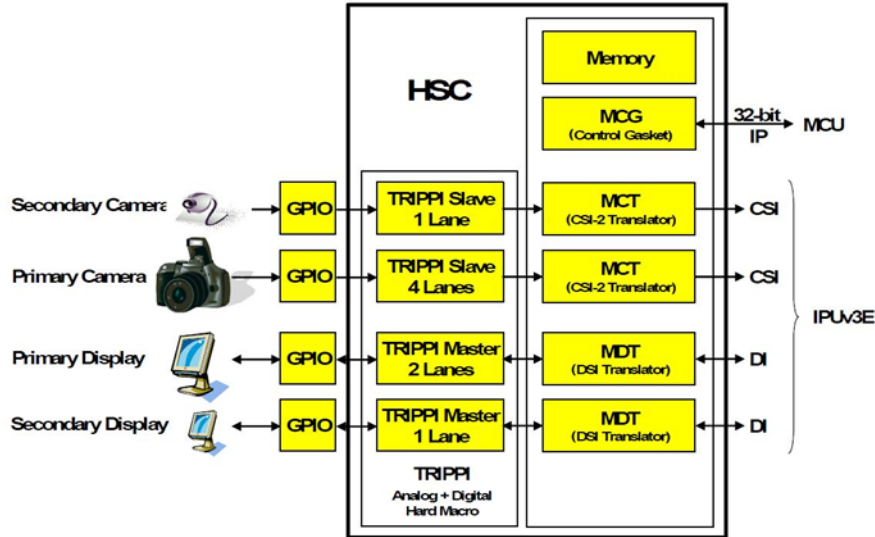 HSC
Memory
MCG
(Control Gasket)
32-bit
IP
MCU
Secondary Camera
GPIO
TRIPPI Slave
1 Lane
MCT
(CSI-2 Translator)
CSI
Primary Camera
GPIO
TRIPPI Slave
4 Lanes
MCT
(CSI-2 Translator)
CSI
IPUv3E
Primary Display
GPIO
TRIPPI Master
2 Lanes
MDT
(DSI Translator)
DI
Secondary Display
GPIO
TRIPPI Master
1 Lane
MDT
(DSI Translator)
DI
TRIPPI
Analog + Digital
Hard Macro